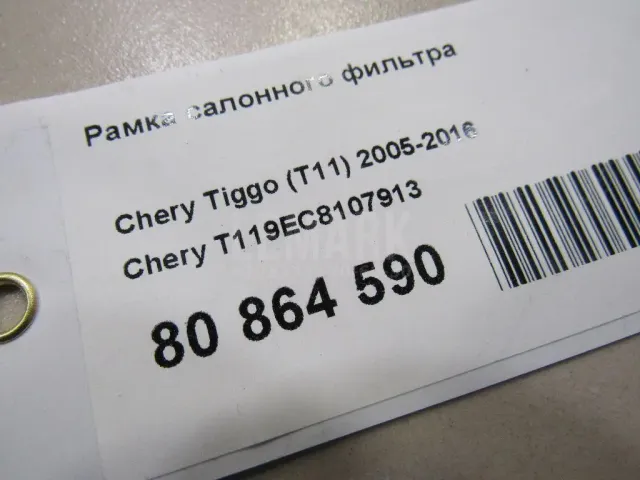 Рамка салонного фильтра
Chery Tiggo (T11) 2005-2016
Chery T119EC8107913
80 864 590